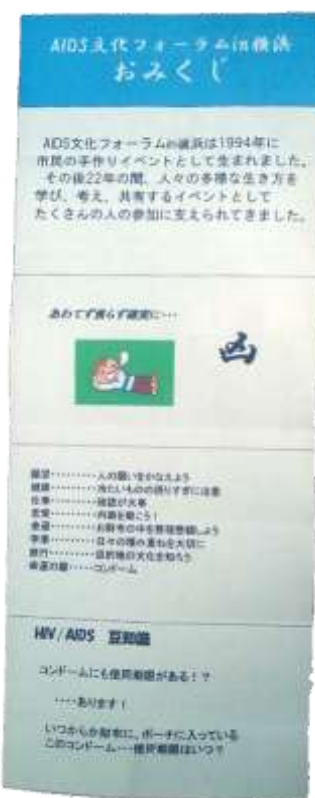 AIDS文化フォーラムin横浜
おみくじ
AIDS文化フォーラムin横浜は1994年に
市民の手作りイベントとして生まれました。
その後22年の間、人々の多様な生き方を
学び、考え、共有するイベントとして
たくさんの人の参加に支えられてきました。
あわてず焦らず確実に…
凶
願望………人の願いをかなえよう
健康………冷たいものの摂りすぎに注意
仕事………確認が大事
恋愛………内面を磨こう!
金運………お財布の中を整理整頓しよう
学業………日々の積み重ねを大切に
旅行………目的地の文化を知ろう
コンドーム
HIV/AIDS 豆知識
コンドームにも使用期限がある!?
‥‥あります!
いつからか財布に、ポーチに入っている
このコンドーム…使用期限はいつ?